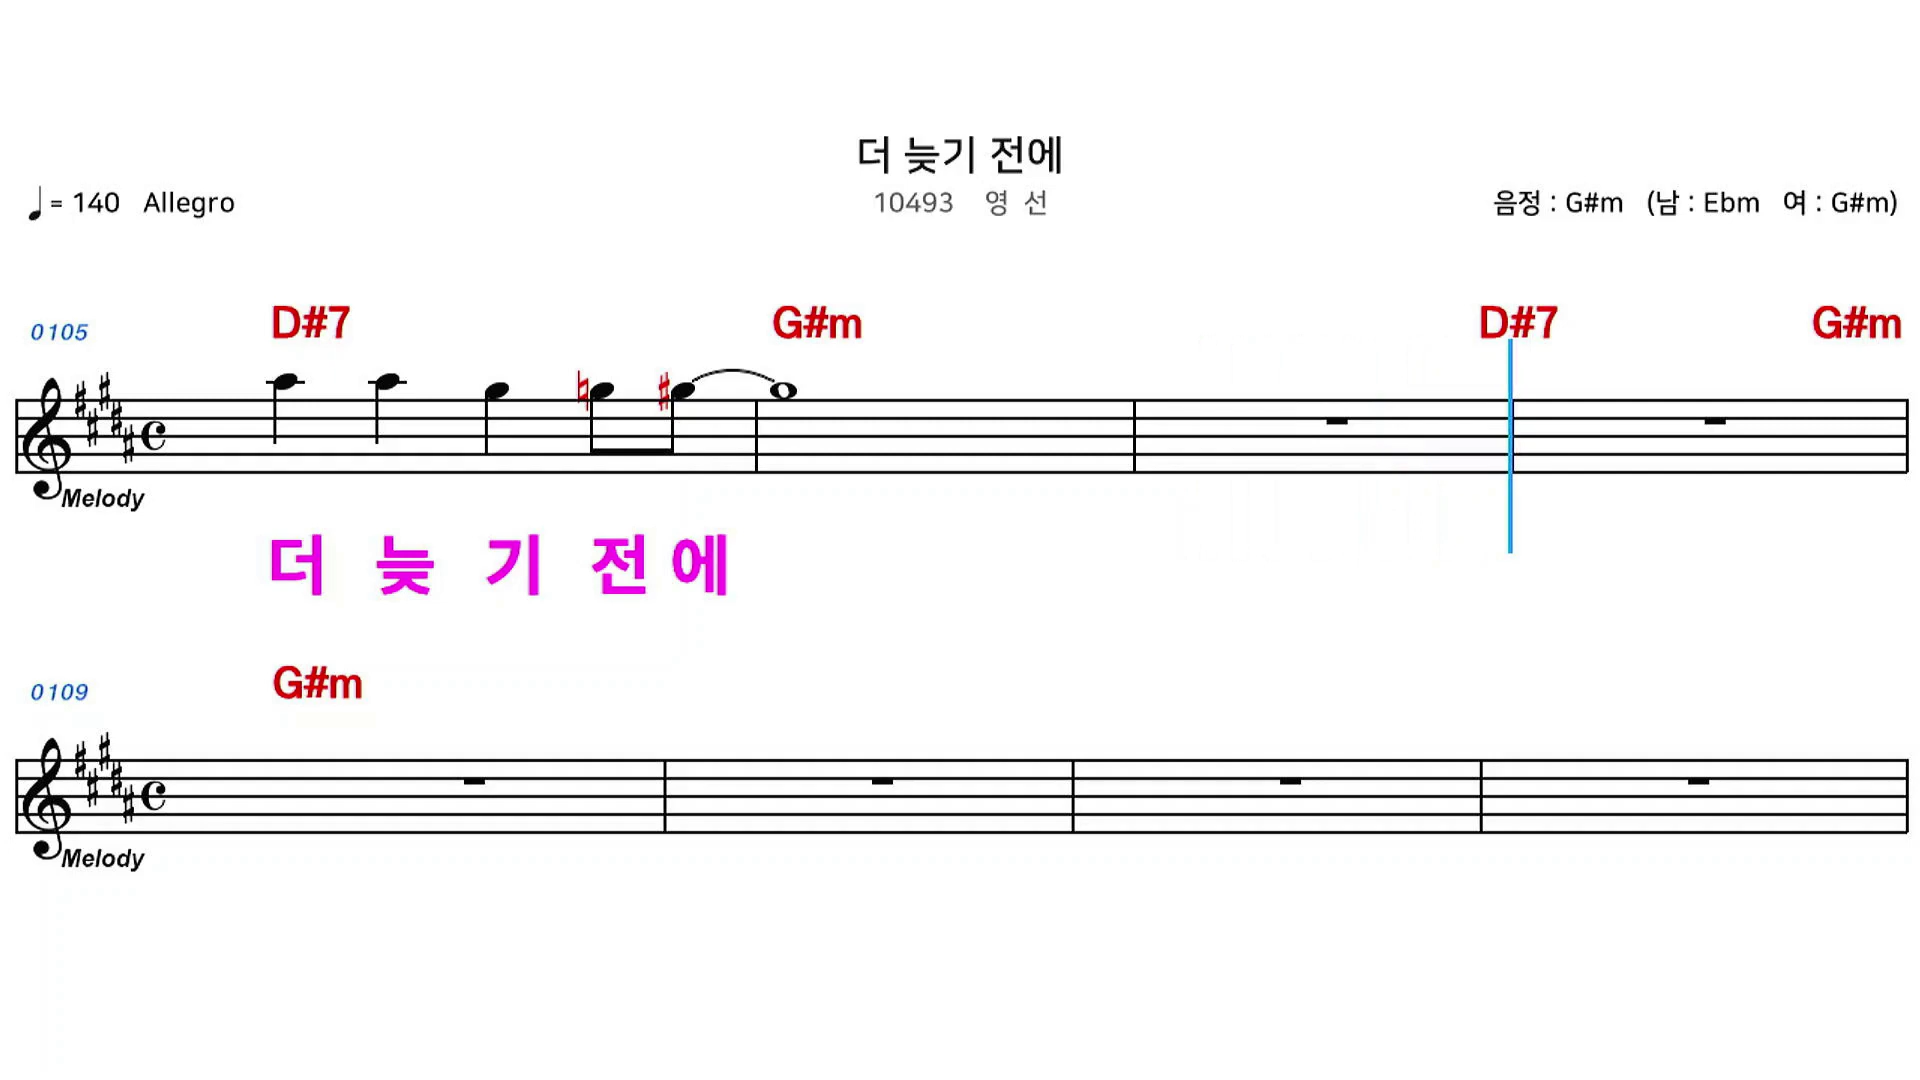 더 늦기 전에
♩= 140 Allegro
10493 영 선
음정 : G#m (남 : Ebm 여 : G#m)
0105 D#7 G#m D#7 G#m
Melody
더 늦 기 전 에
0109 G#m
Melody